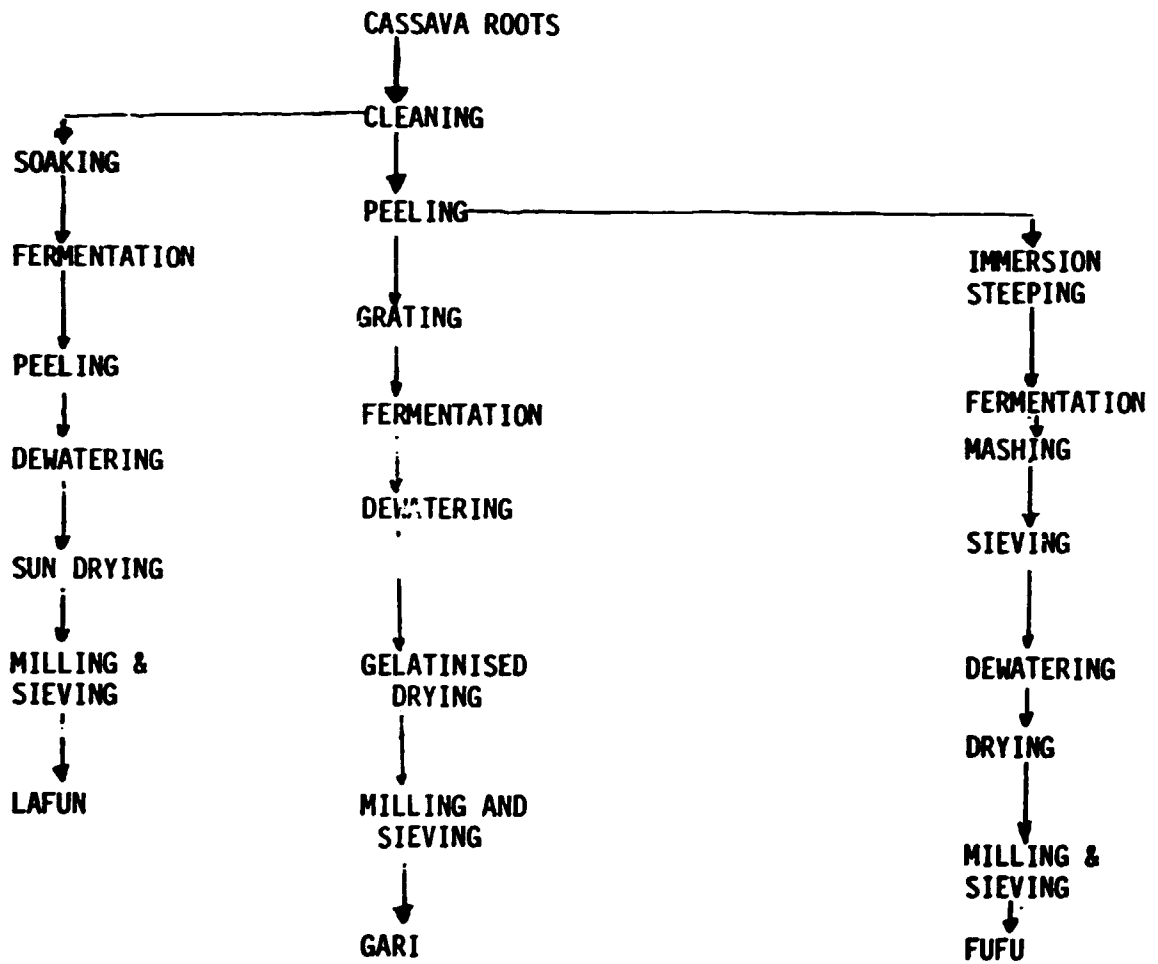 CASSAVA ROOTS
CLEANING
SOAKING
FERMENTATION
PEELING
DEWATERING
SUN DRYING
MILLING &
SIEVING
LAFUN
PEELING
GRATING
FERMENTATION
DEWATERING
GELATINISED
DRYING
MILLING AND
SIEVING
GARI
IMMERSION
STEEPING
FERMENTATION
MASHING
SIEVING
DEWATERING
DRYING
MILLING &
SIEVING
FUFU